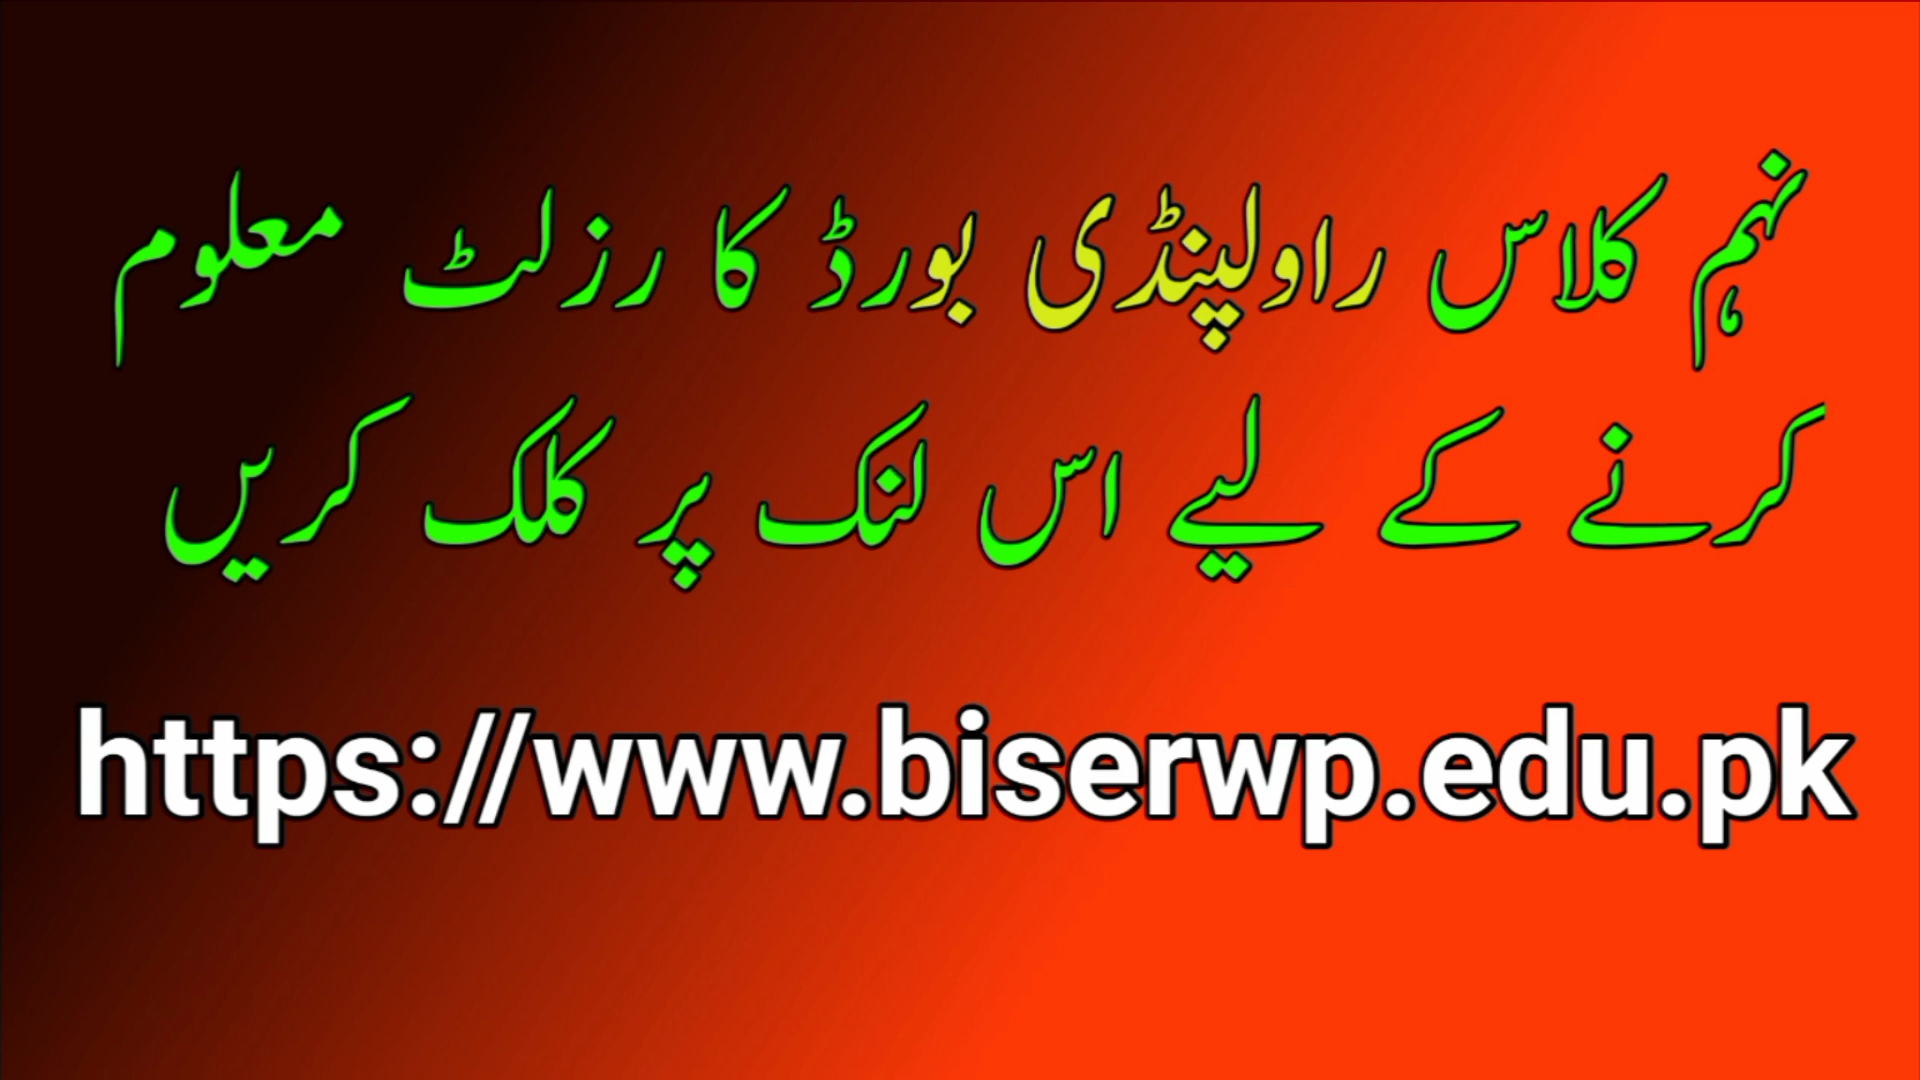 نہم کلاس راولپنڈی بورڈ کا رزلٹ معلوم
کرنے کے لیے اس لنک پر کلک کریں
https://www.biserwp.edu.pk